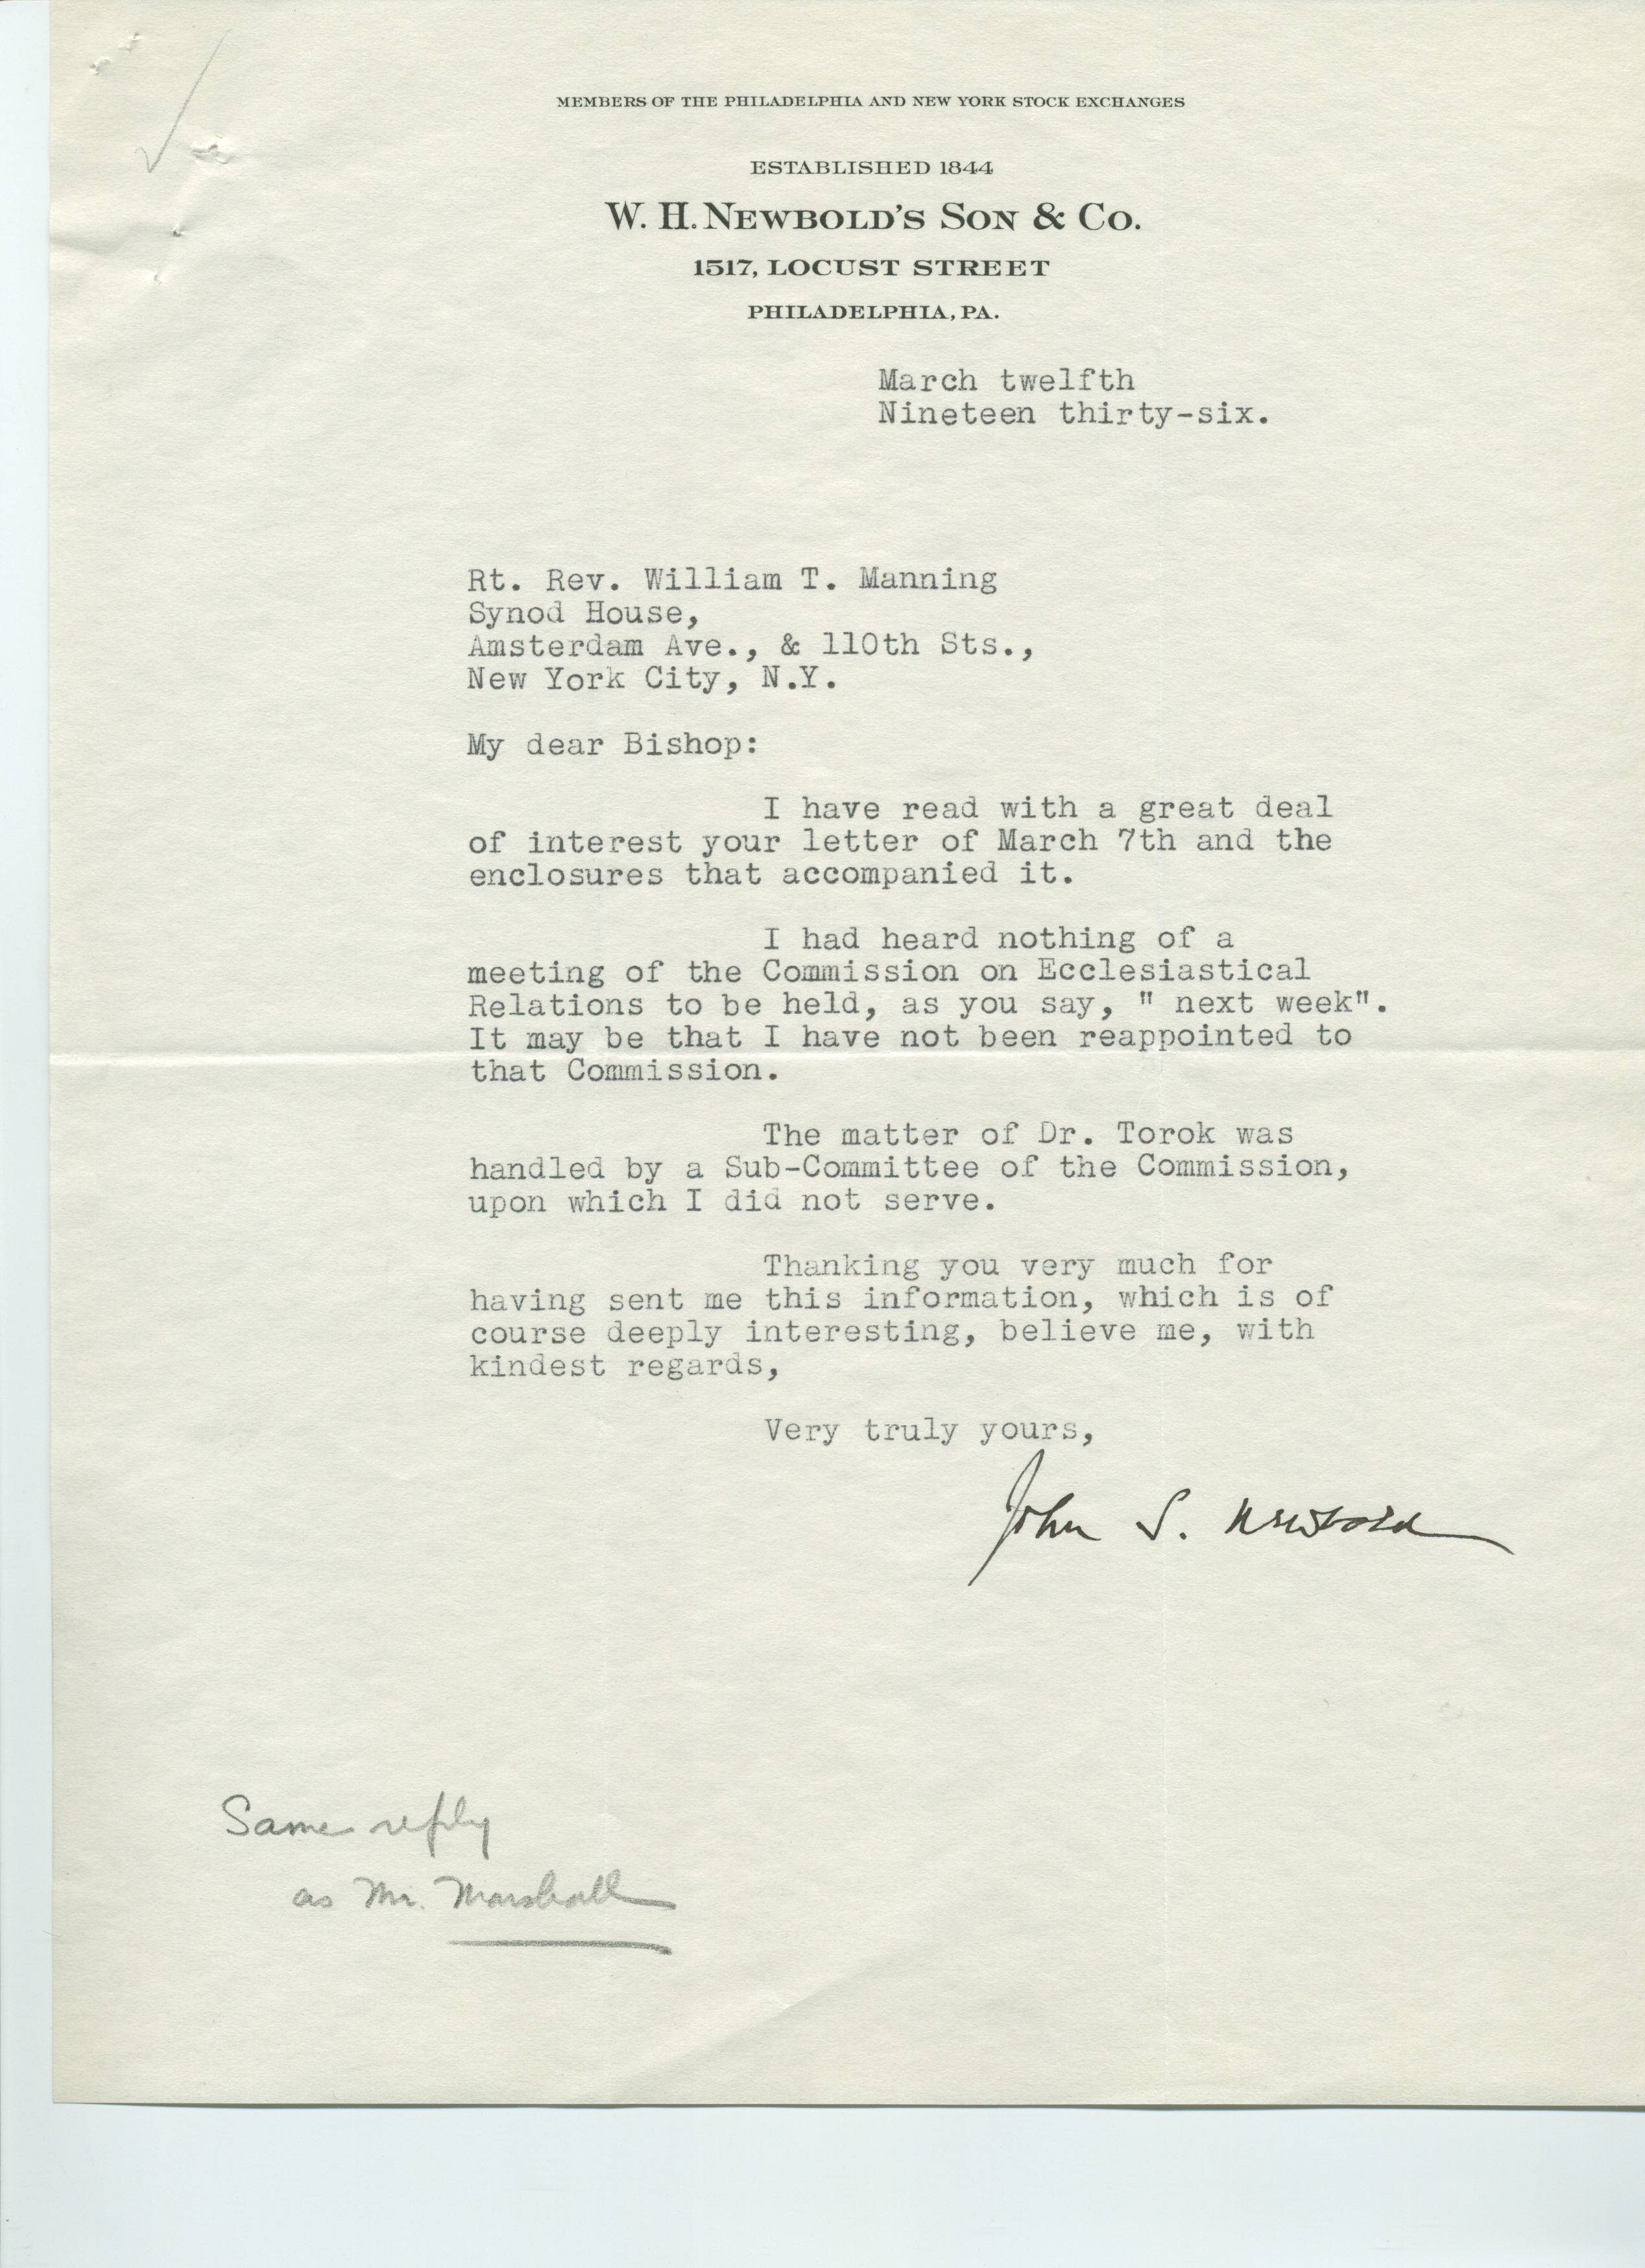 MEMBERS OF THE PHILADELPHIA AND NEW YORK STOCK EXCHANGES
ESTABLISHED 1844
W. H. NEWBOLD'S SON & CO.
1517, LOCUST STREET
PHILADELPHIA, PA.
March twelfth
Nineteen thirty-six.
Rt. Rev. William T. Manning
Synod House,
Amsterdam Ave., & 110th Sts.,
New York City, N.Y.
My dear Bishop:
I have read with a great deal
of interest your letter of March 7th and the
enclosures that accompanied it.
I had heard nothing of a
meeting of the Commission on Ecclesiastical
Relations to be held, as you say, " next week".
It may be that I have not been reappointed to
that Commission.
The matter of Dr. Torok was
handled by a Sub-Committee of the Commission,
upon which I did not serve.
Thanking you very much for
having sent me this information, which is of
course deeply interesting, believe me, with
kindest regards,
Very truly yours,
John S. Newbold
Same reply
as Mr. Marshall